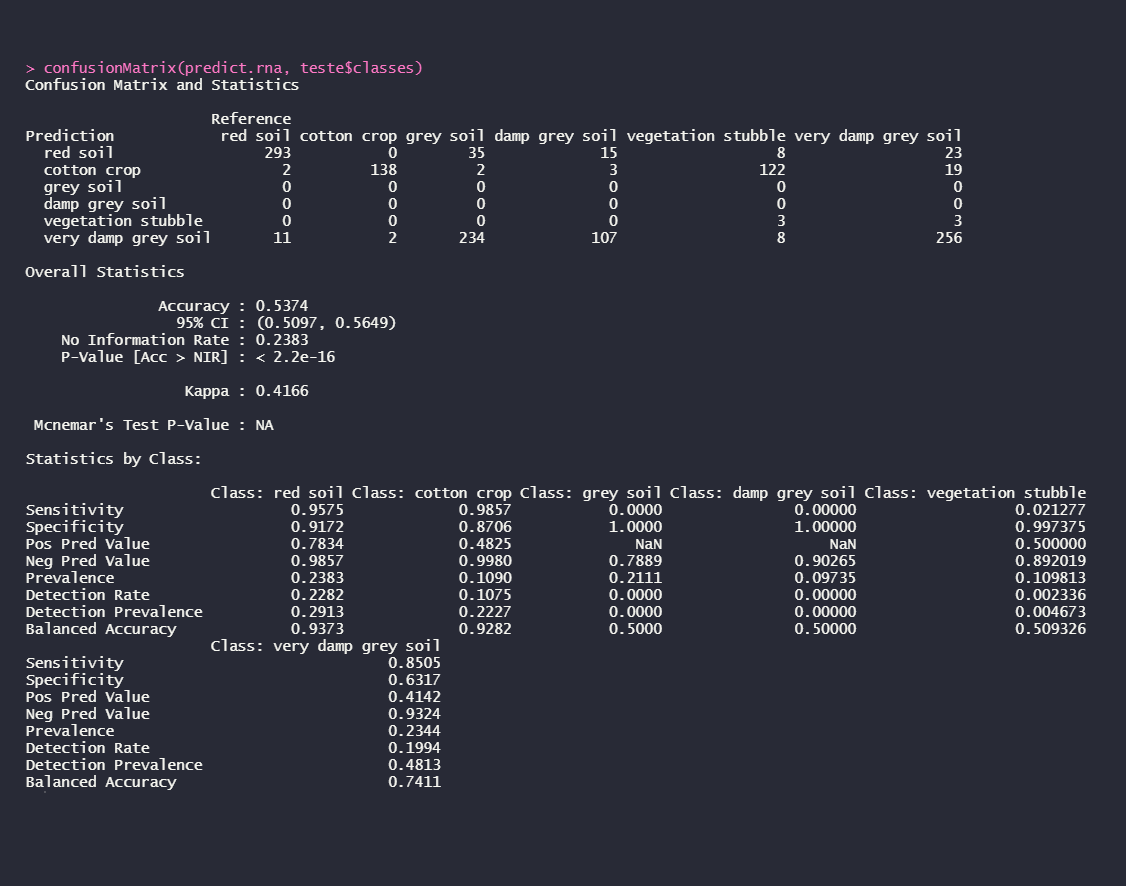 > confusionMatrix(predict.rna, teste$classes)
Confusion Matrix and Statistics
Reference
Prediction red soil cotton crop grey soil damp grey soil vegetation stubble very damp grey soil
red soil 293 0 35 15 8 23
cotton crop 2 138 2 3 122 19
grey soil 0 0 0 0 0 0
damp grey soil 0 0 0 0 0 0
vegetation stubble 0 0 0 0 3 3
very damp grey soil 11 2 234 107 8 256
Overall Statistics
Accuracy : 0.5374
95% CI : (0.5097, 0.5649)
No Information Rate : 0.2383
P-Value [Acc > NIR] : < 2.2e-16
Kappa : 0.4166
Mcnemar's Test P-Value : NA
Statistics by Class:
Class: red soil Class: cotton crop Class: grey soil Class: damp grey soil Class: vegetation stubble
Sensitivity 0.9575 0.9857 0.0000 0.00000 0.021277
Specificity 0.9172 0.8706 1.0000 1.00000 0.997375
Pos Pred Value 0.7834 0.4825 NaN NaN 0.500000
Neg Pred Value 0.9857 0.9980 0.7889 0.90265 0.892019
Prevalence 0.2383 0.1090 0.2111 0.09735 0.109813
Detection Rate 0.2282 0.1075 0.0000 0.00000 0.002336
Detection Prevalence 0.2913 0.2227 0.0000 0.00000 0.004673
Balanced Accuracy 0.9373 0.9282 0.5000 0.50000 0.509326
Class: very damp grey soil
Sensitivity 0.8505
Specificity 0.6317
Pos Pred Value 0.4142
Neg Pred Value 0.9324
Prevalence 0.2344
Detection Rate 0.1994
Detection Prevalence 0.4813
Balanced Accuracy 0.7411